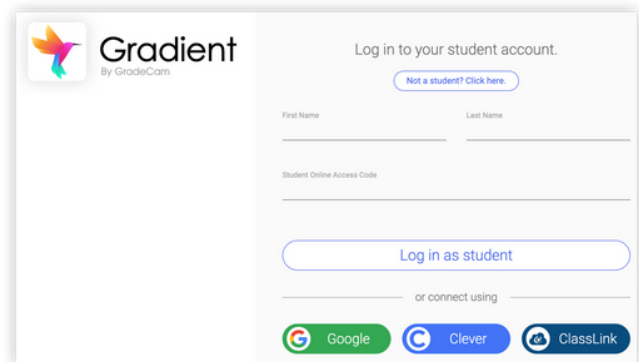 Gradient
By GradeCam
Log in to your student account.
Not a student? Click here.
First Name Last Name
Student Online Access Code
Log in as student
or connect using
Google Clever ClassLink